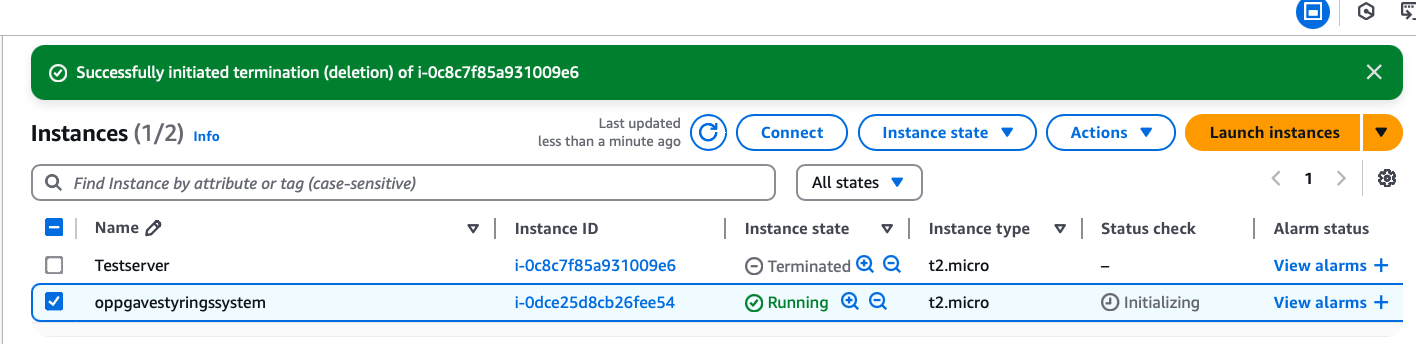 Successfully initiated termination (deletion) of i-0c8c7f85a931009e6
Instances (1/2) Info
Last updated
less than a minute ago
Connect
Instance state
Actions
Launch instances
Find Instance by attribute or tag (case-sensitive)
All states
1
Name Instance ID Instance state Instance type Status check Alarm status
Testserver i-0c8c7f85a931009e6 Terminated t2.micro – View alarms +
oppgavestyringssystem i-0dce25d8cb26fee54 Running t2.micro Initializing View alarms +